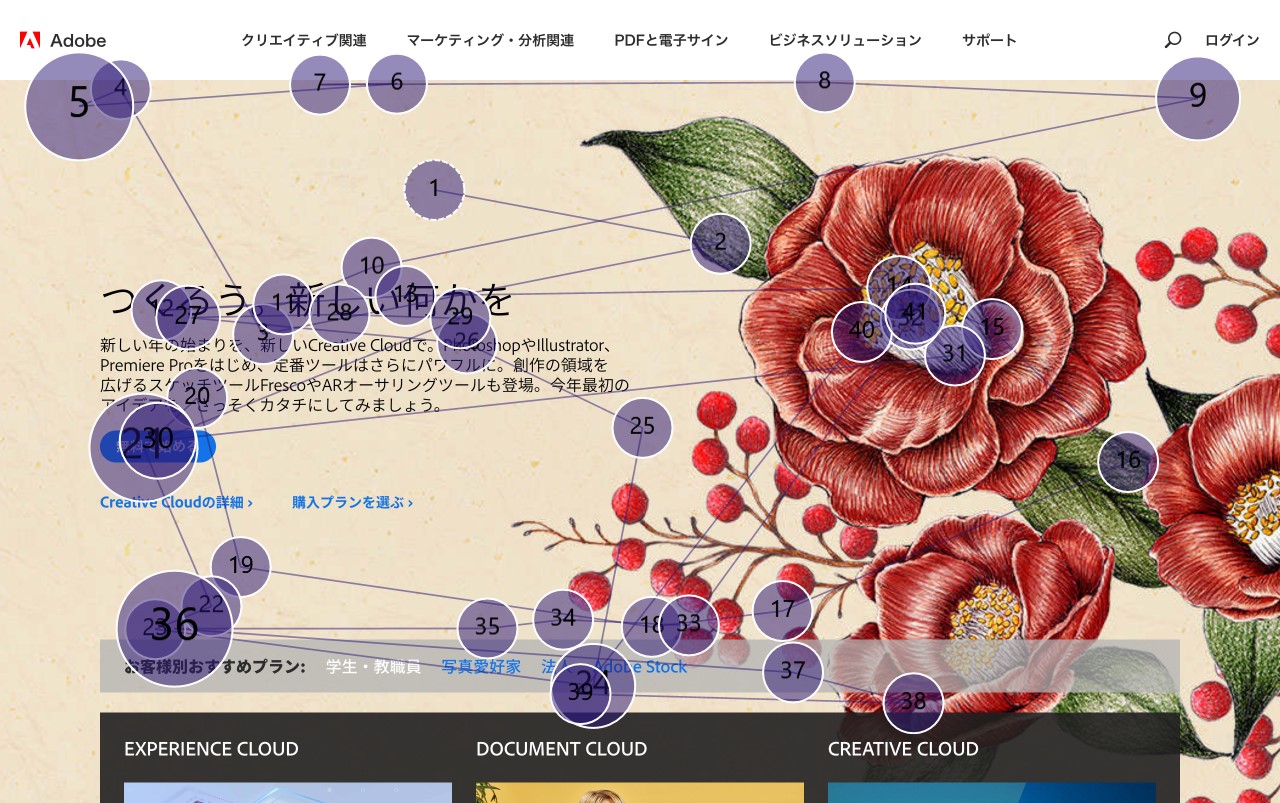 Adobe
クリエイティブ関連
マーケティング・分析関連
PDFと電子サイン
ビジネスソリューション
サポート
ログイン
5
4
7
6
8
9
1
2
10
つくろう。新しい何かを
12
27
3
11
28
13
29
26
14
40
32
41
15
31
新しい年の始まりを、新しいCreative Cloudで。PhotoshopやIllustrator、
Premiere Proをはじめ、定番ツールはさらにパワフルに。創作の領域を
広げるスケッチツールFrescoやARオーサリングツールも登場。今年最初の
アイデアをさっそくカタチにしてみましょう。
20
25
21
30
無料で始める
16
Creative Cloudの詳細 ›
購入プランを選ぶ ›
19
22
23
36
35
34
18
33
17
お客様別おすすめプラン:
学生・教職員
写真愛好家
法人
Adobe Stock
37
39
24
38
EXPERIENCE CLOUD
DOCUMENT CLOUD
CREATIVE CLOUD